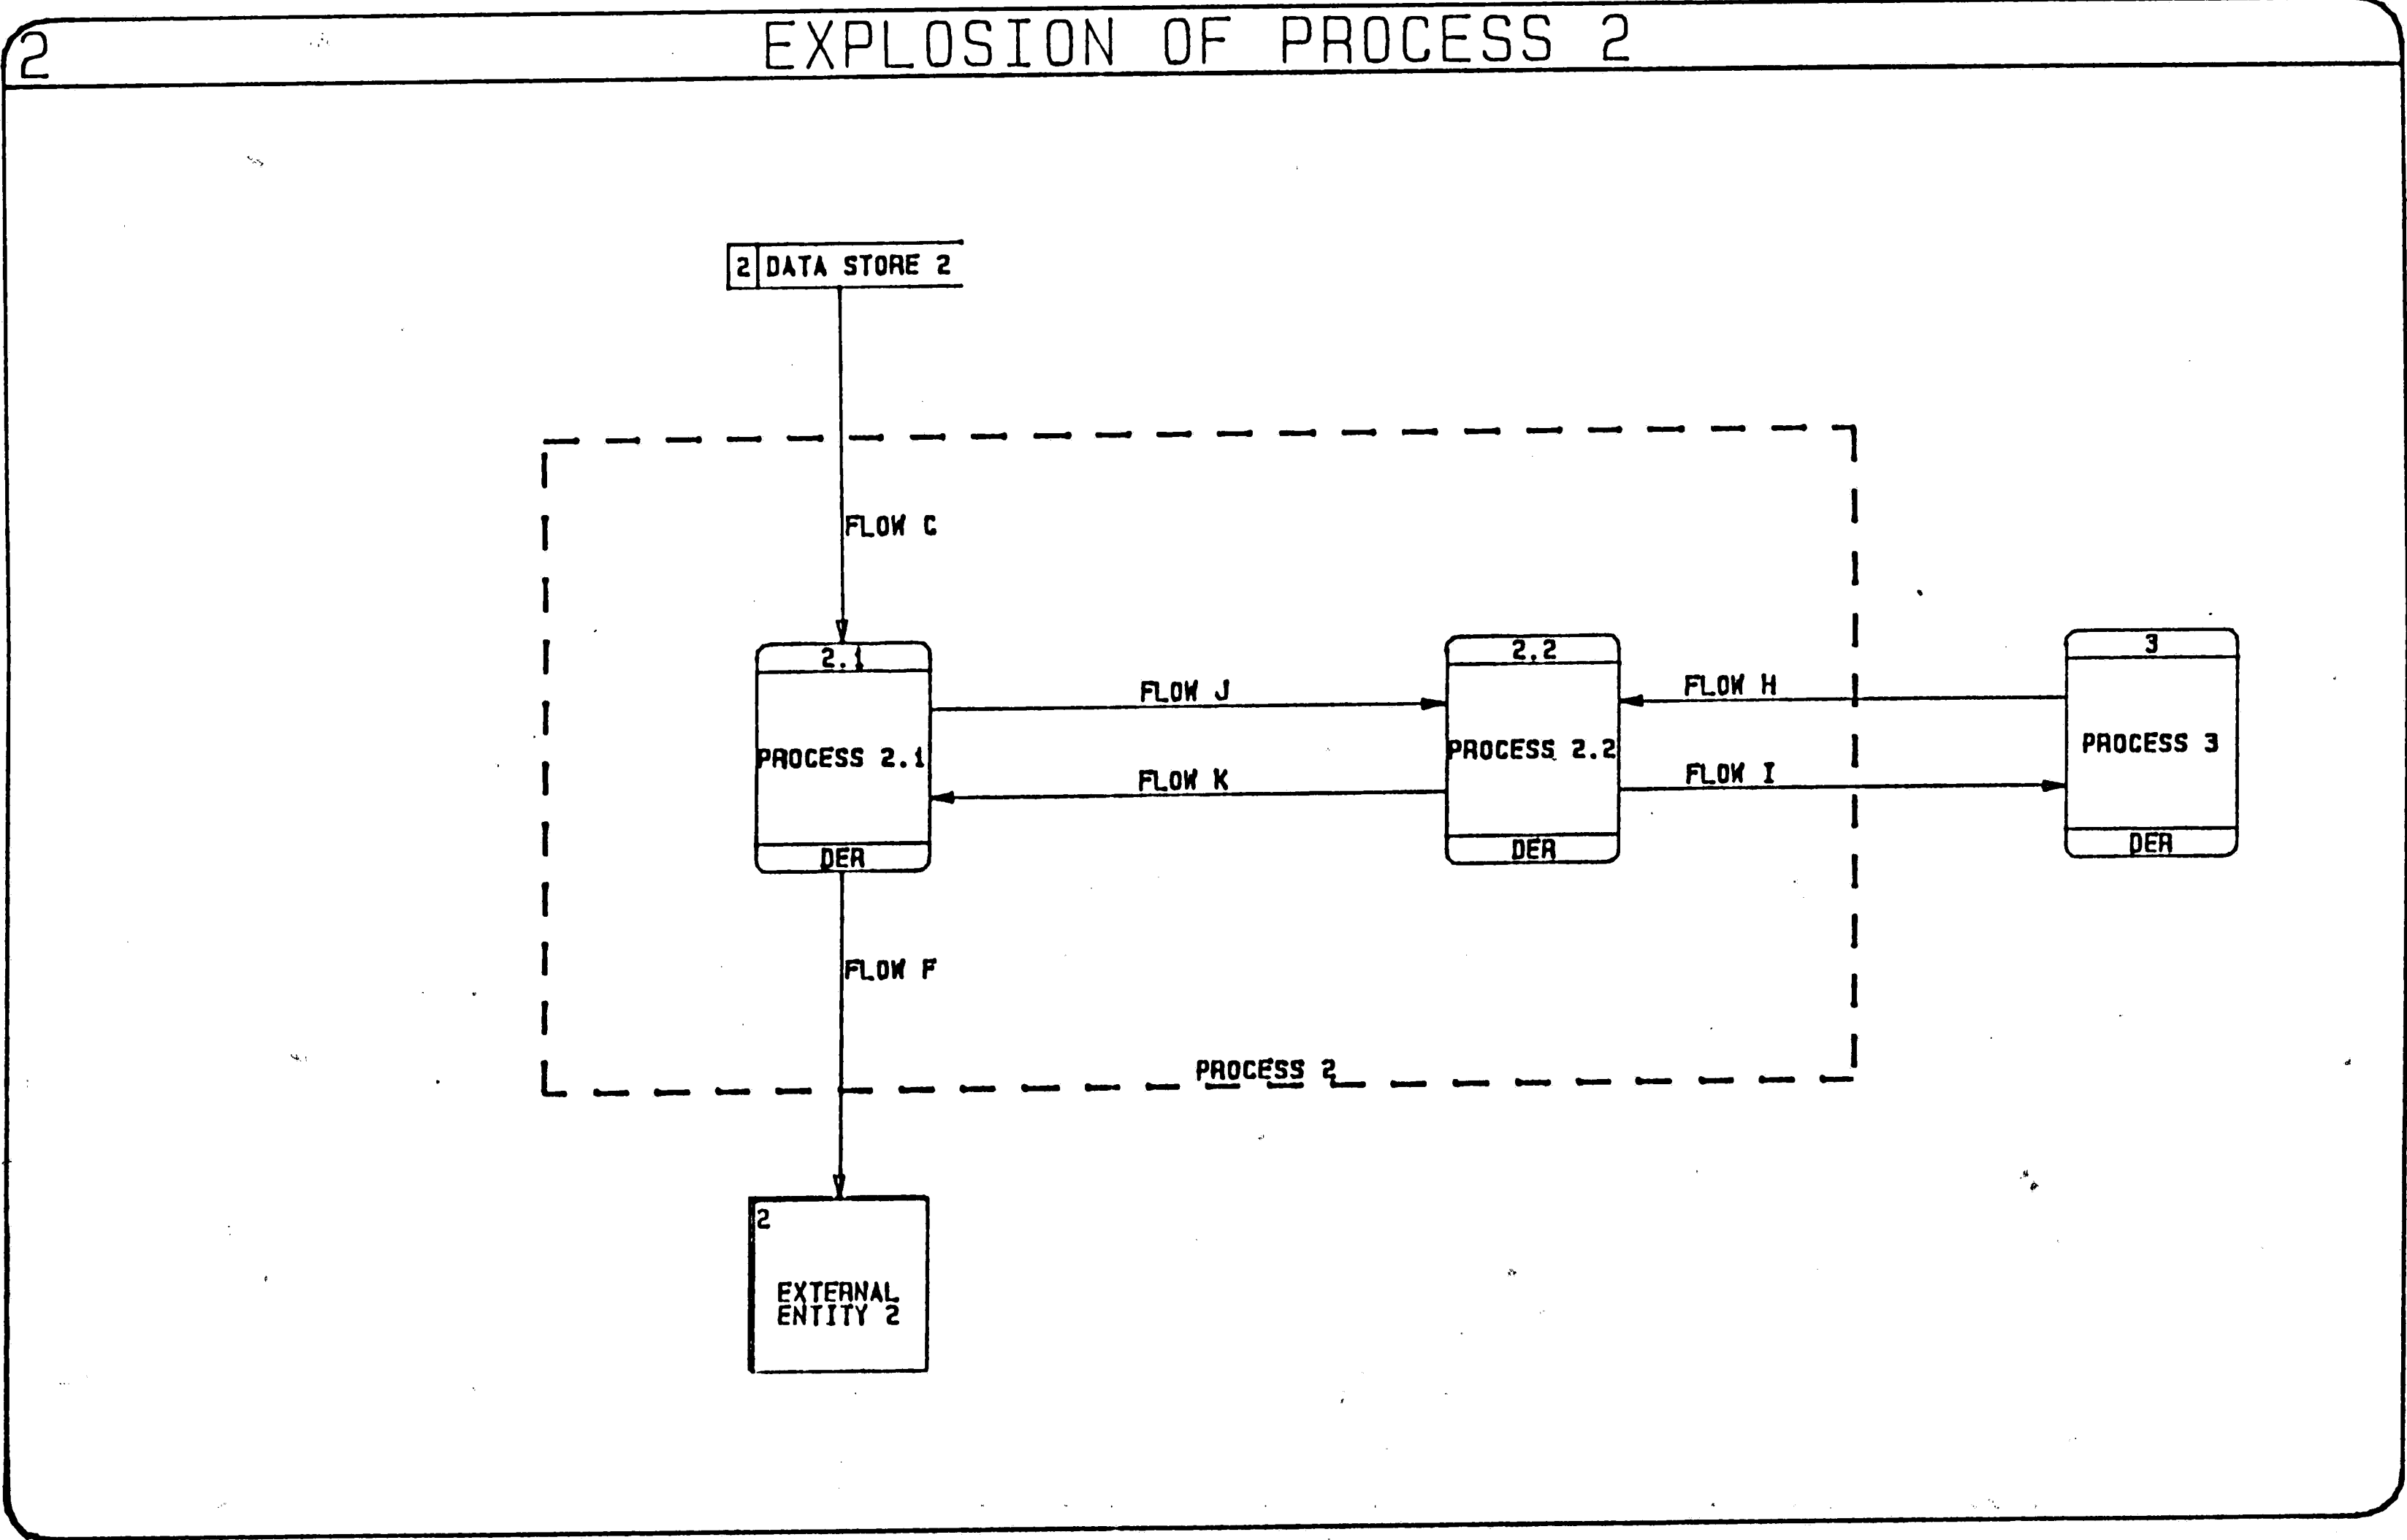 2
EXPLOSION OF PROCESS 2
2 DATA STORE 2
FLOW C
2.1
PROCESS 2.1
DER
FLOW J
FLOW K
2.2
PROCESS 2.2
DER
FLOW H
FLOW I
3
PROCESS 3
DER
FLOW F
PROCESS 2
2
EXTERNAL
ENTITY 2